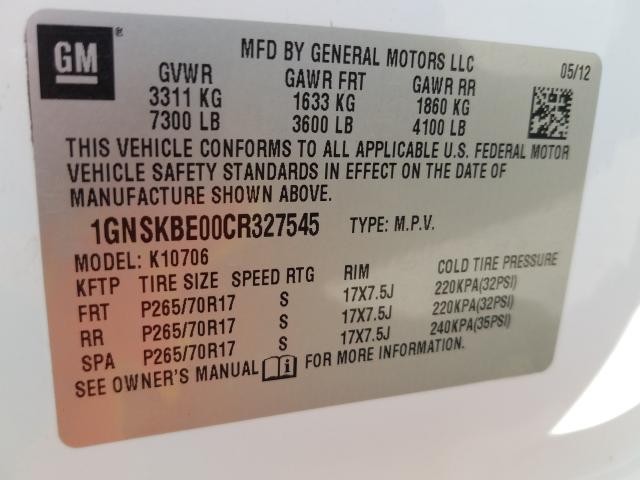 GM ®
MFD BY GENERAL MOTORS LLC
05/12
GVWR GAWR FRT GAWR RR
3311 KG 1633 KG 1860 KG
7300 LB 3600 LB 4100 LB
THIS VEHICLE CONFORMS TO ALL APPLICABLE U.S. FEDERAL MOTOR
VEHICLE SAFETY STANDARDS IN EFFECT ON THE DATE OF
MANUFACTURE SHOWN ABOVE.
1GNSKBE00CR327545 TYPE: M.P.V.
MODEL: K10706
KFTP TIRE SIZE SPEED RTG RIM COLD TIRE PRESSURE
FRT P265/70R17 S 17X7.5J 220KPA(32PSI)
RR P265/70R17 S 17X7.5J 220KPA(32PSI)
SPA P265/70R17 S 17X7.5J 240KPA(35PSI)
SEE OWNER'S MANUAL i FOR MORE INFORMATION.